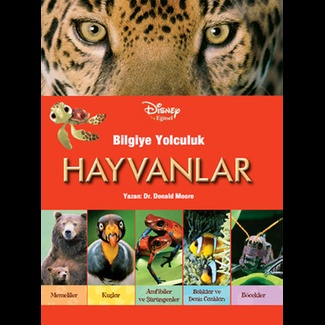 Disney
Eğitsel
Bilgiye Yolculuk
HAYVANLAR
Yazan: Dr. Donald Moore
Memeliler
Kuşlar
Amfibiler
ve Sürüngenler
Balıklar ve
Deniz Canlıları
Böcekler